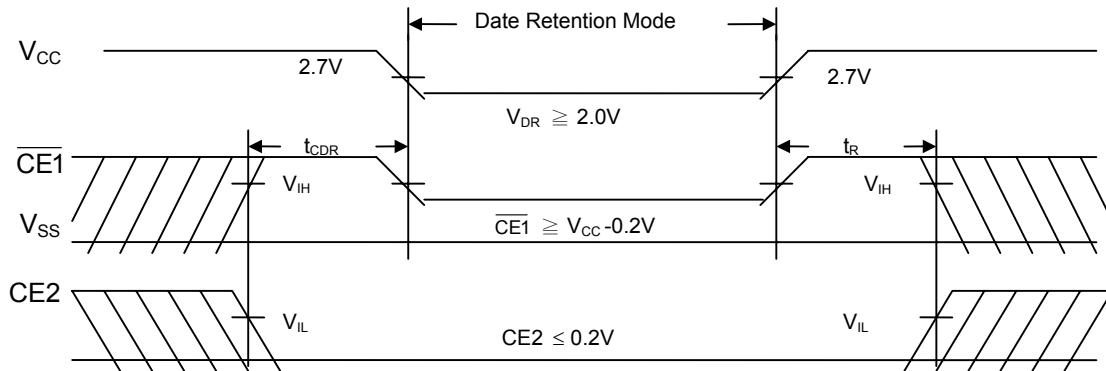 Date Retention Mode
VCC
2.7V
2.7V
VDR ≧ 2.0V
tCDR
tR
CE1
VIH
VIH
VSS
CE1 ≧ VCC -0.2V
CE2
VIL
VIL
CE2 ≤ 0.2V